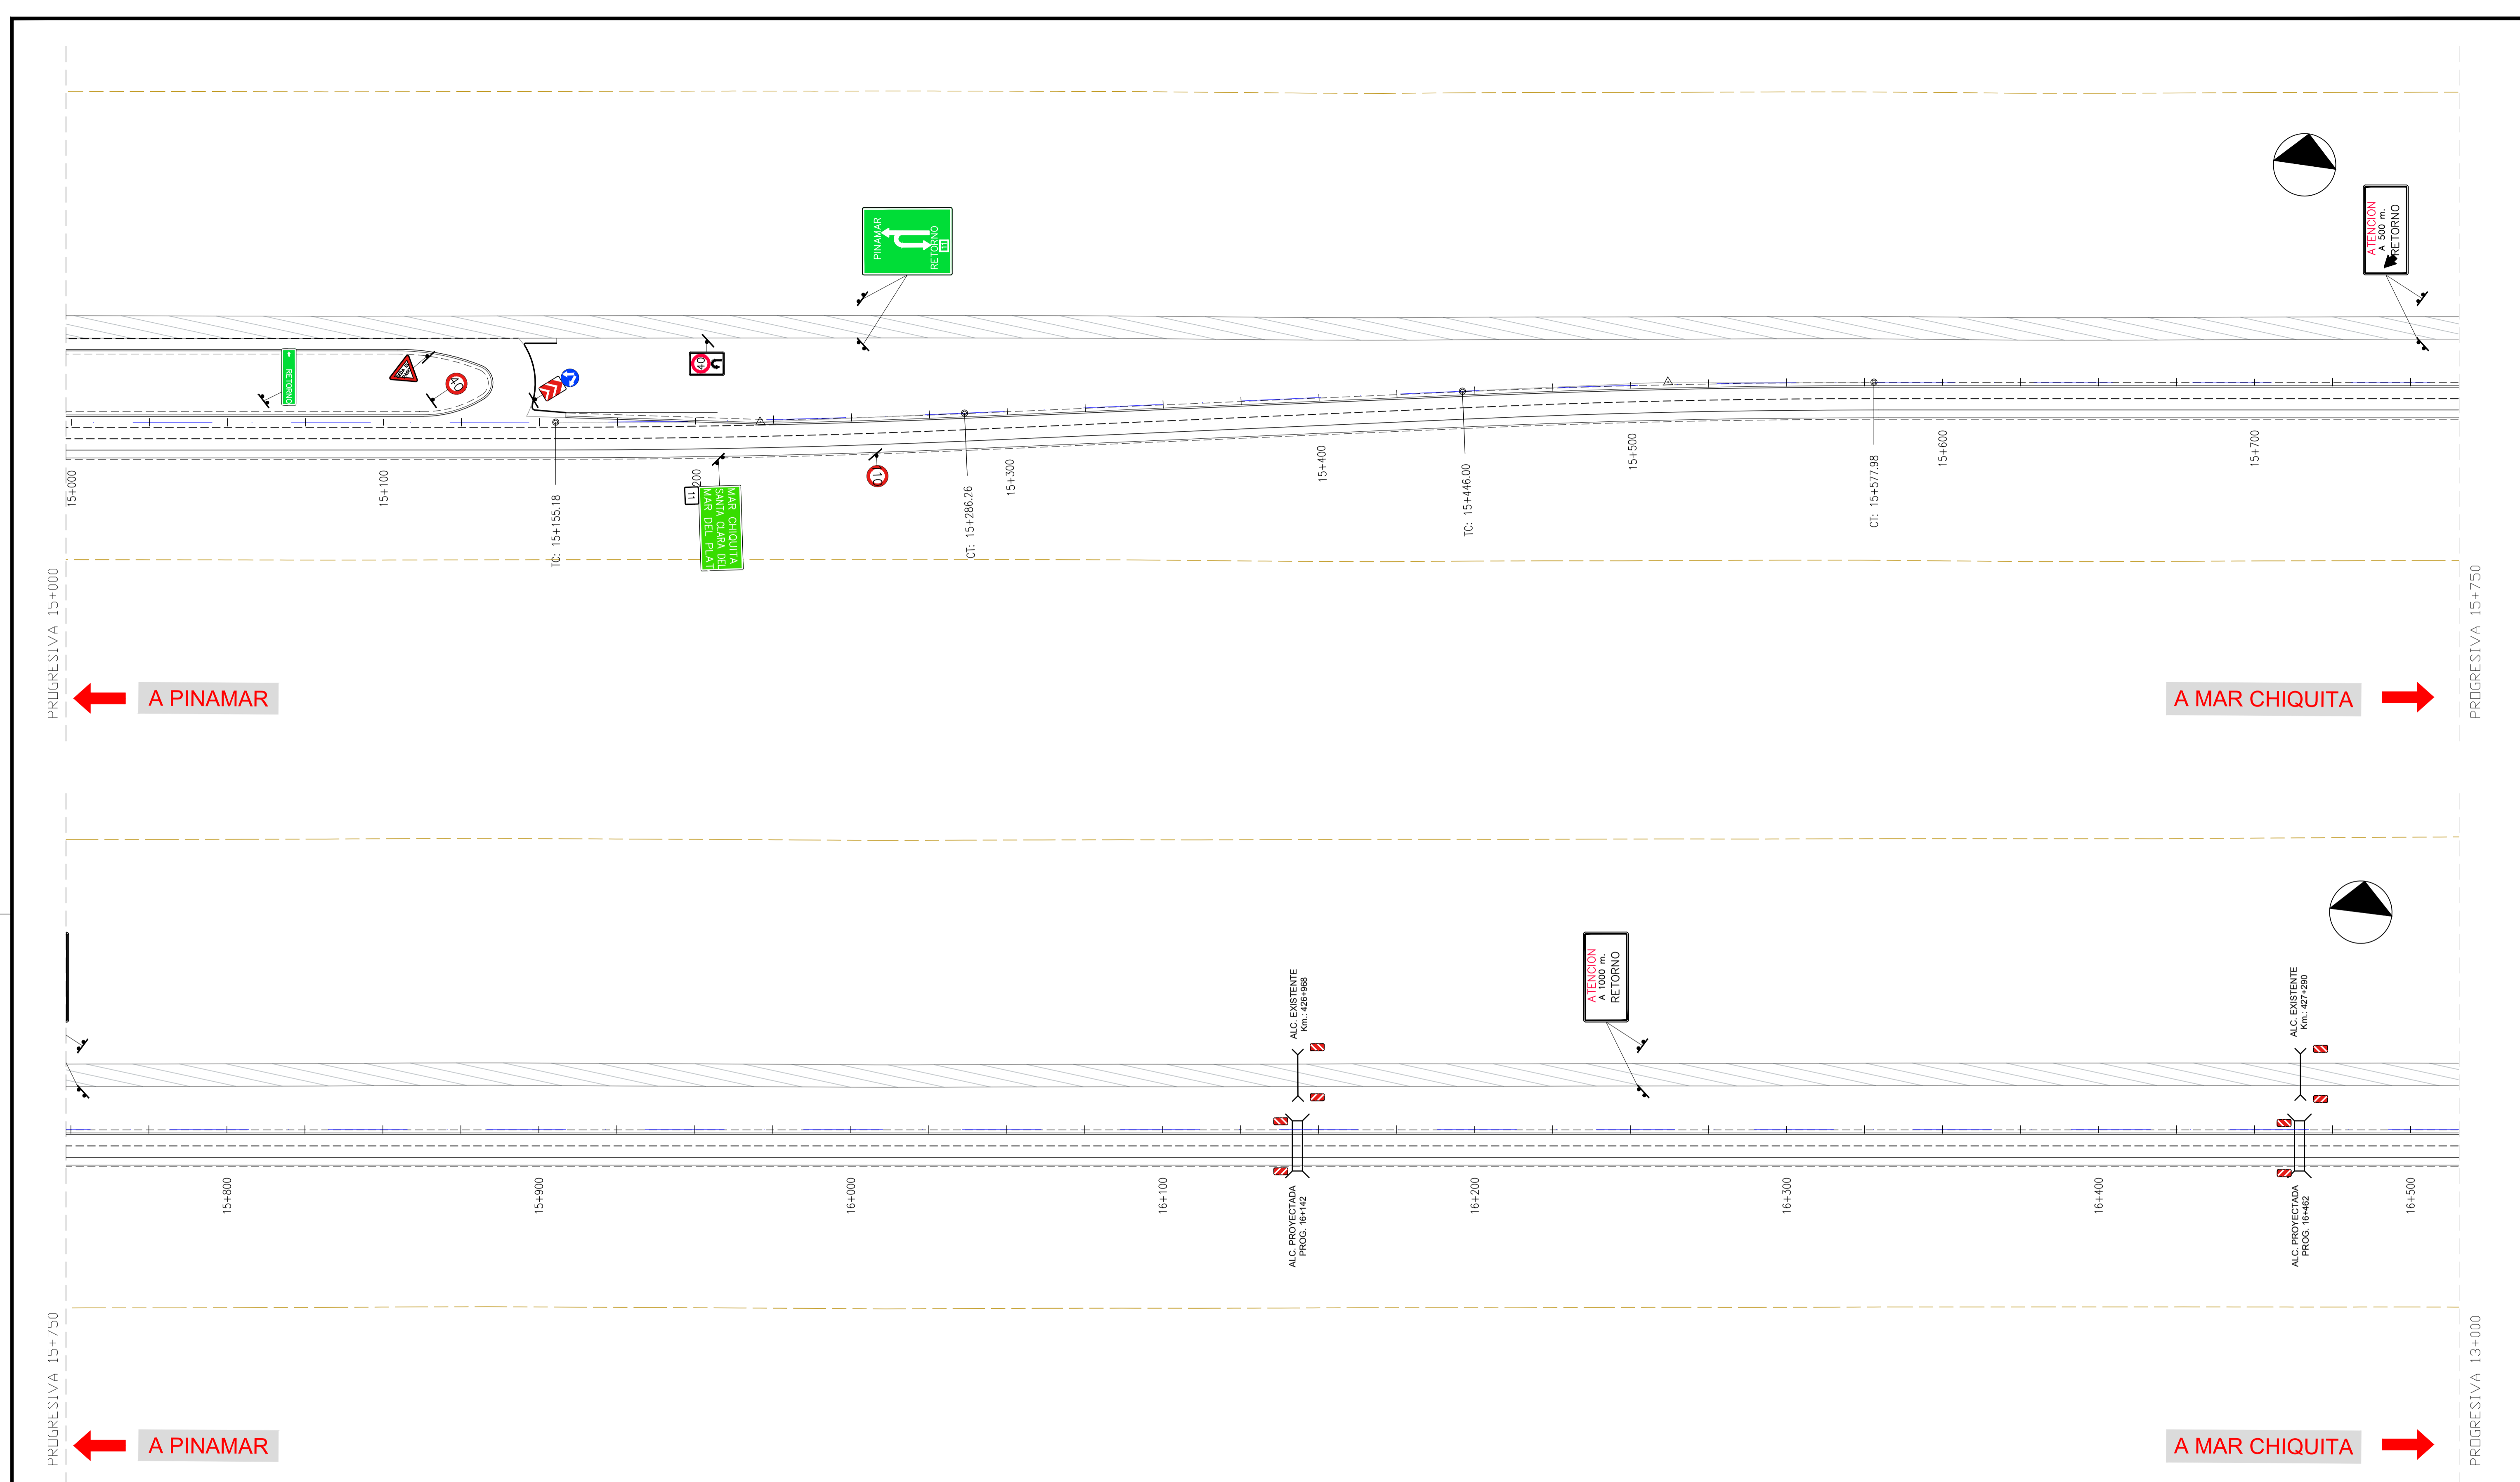 PINAMAR
RETORNO
11
ATENCION
A 500 m.
RETORNO
RETORNO
40
40
15+000
15+100
200
15+300
15+400
15+500
15+600
15+700
TC: 15+155.18
11
MAR CHIQUITA
SANTA CLARA DEL
MAR DEL PLAT
CT: 15+286.26
TC: 15+446.00
CT: 15+577.98
PROGRESIVA 15+000
PROGRESIVA 15+750
A PINAMAR
A MAR CHIQUITA
ATENCION
A 1000 m.
RETORNO
ALC. EXISTENTE
Km.: 426+968
ALC. EXISTENTE
Km.: 427+290
15+800
15+900
16+000
16+100
16+200
16+300
16+400
16+500
ALC. PROYECTADA
PROG. 16+142
ALC. PROYECTADA
PROG. 16+462
PROGRESIVA 15+750
PROGRESIVA 13+000
A PINAMAR
A MAR CHIQUITA